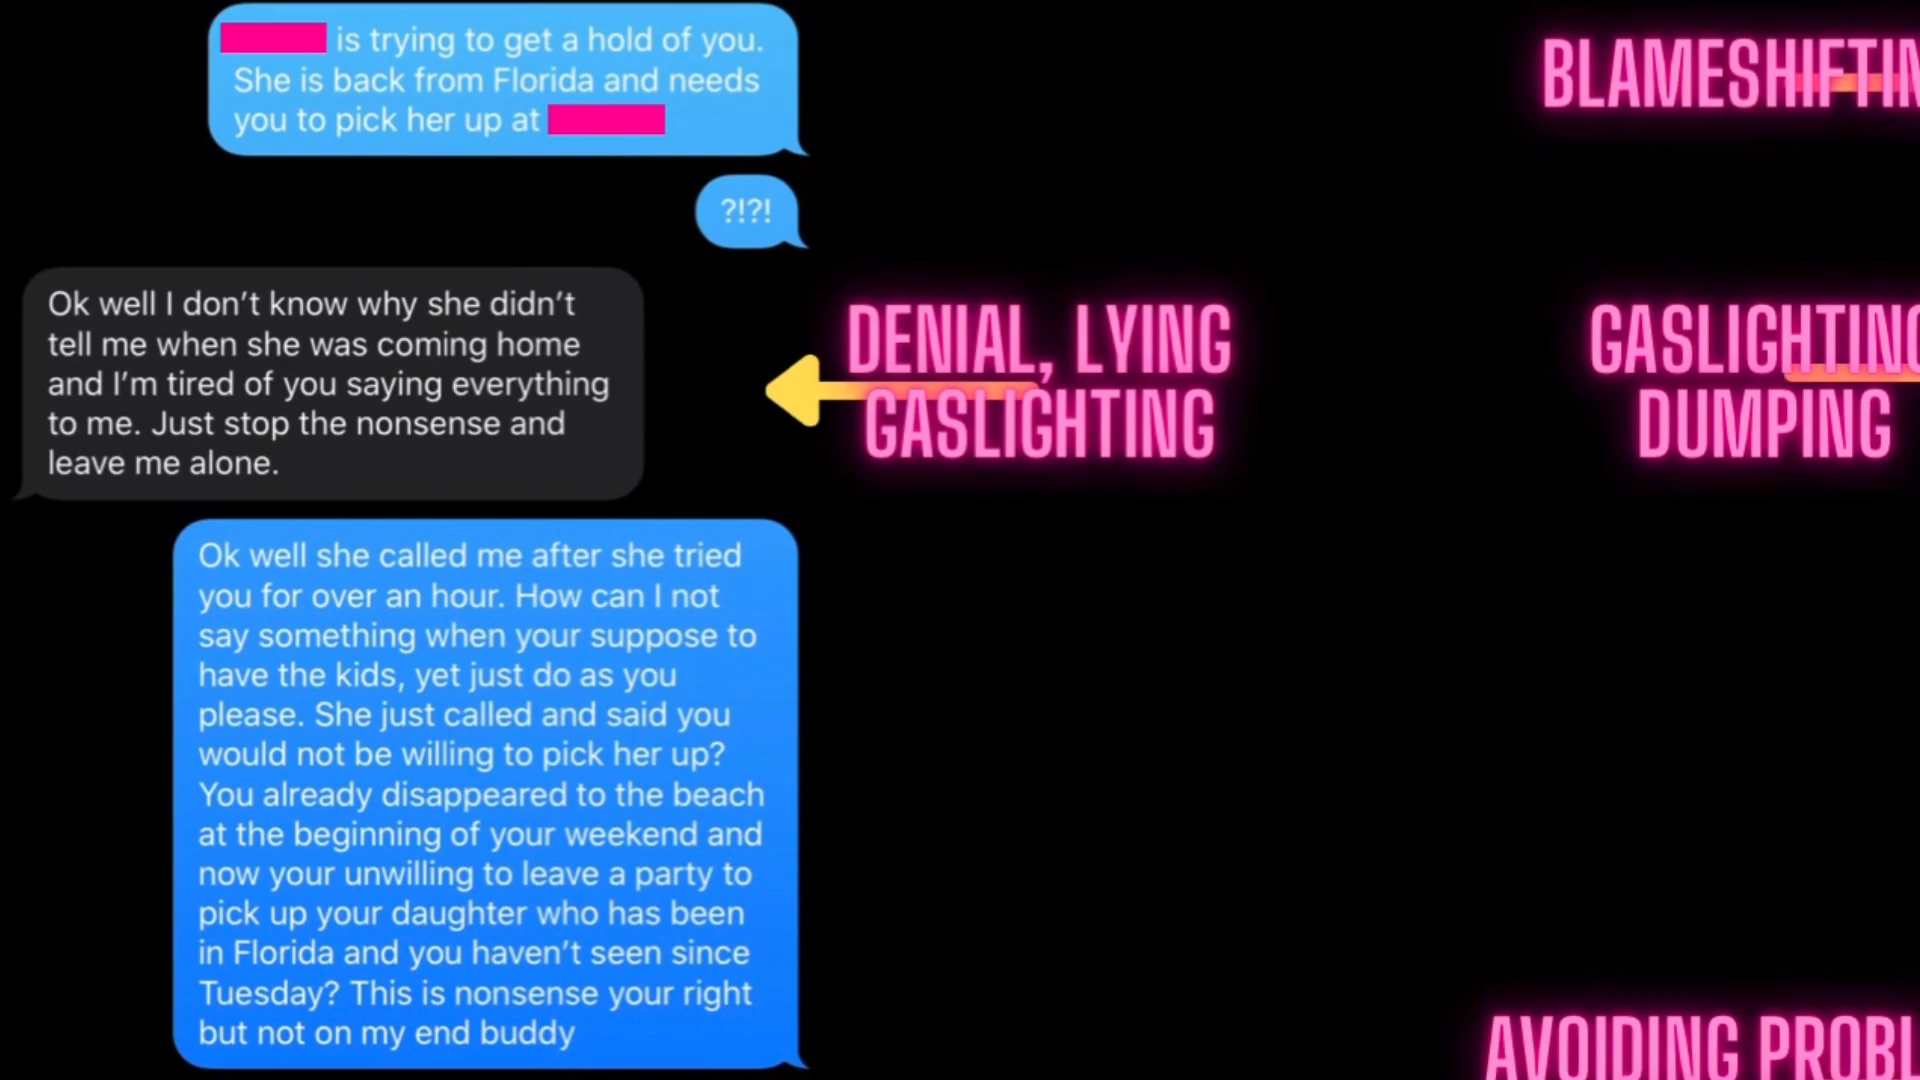 is trying to get a hold of you.
She is back from Florida and needs
you to pick her up at
?!?!
Ok well I don't know why she didn't
tell me when she was coming home
and I'm tired of you saying everything
to me. Just stop the nonsense and
leave me alone.
Ok well she called me after she tried
you for over an hour. How can I not
say something when your suppose to
have the kids, yet just do as you
please. She just called and said you
would not be willing to pick her up?
You already disappeared to the beach
at the beginning of your weekend and
now your unwilling to leave a party to
pick up your daughter who has been
in Florida and you haven't seen since
Tuesday? This is nonsense your right
but not on my end buddy
DENIAL, LYING
GASLIGHTING
BLAMESHIFTIN
GASLIGHTING
DUMPING
AVOIDING PROBL